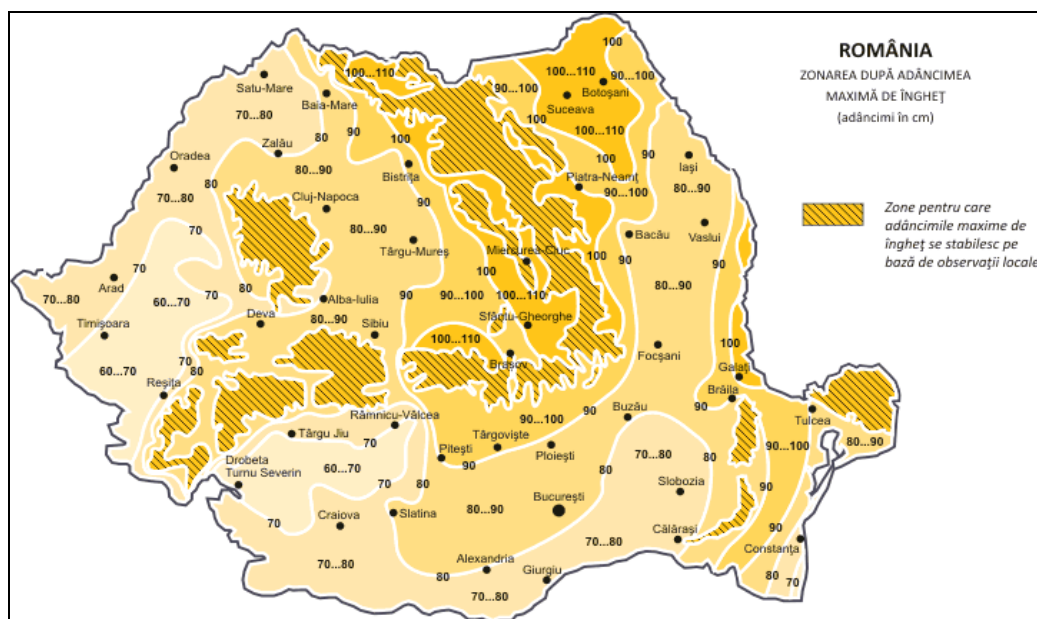 ROMÂNIA
ZONAREA DUPĂ ADÂNCIMEA
MAXIMĂ DE ÎNGHEŢ
(adâncimi în cm)
Zone pentru care
adâncimile maxime de
îngheţ se stabilesc pe
bază de observaţii locale
100
100...110
90...100
100...110
90...100
Satu-Mare
Baia-Mare
Suceava
Botoşani
70...80
80
90
100
100
100...110
100
90
Oradea
Zalău
80...90
Bistriţa
Piatra-Neamţ
Iaşi
80
70...80
Cluj-Napoca
90
90...100
80...90
70
80...90
Târgu-Mureş
Bacău
Vaslui
Miercurea-Ciuc
100
90
90
70
70
100
Arad
70...80
60...70
80
Alba-Iulia
90
90...100
100...110
80...90
Timişoara
Deva
80...90
Sibiu
Sfântu-Gheorghe
100...110
Braşov
Focşani
100
70
60...70
80
Reşiţa
Galaţi
Brăila
90
Râmnicu-Vâlcea
90
90...100
Buzău
Tulcea
Târgu Jiu
70
Târgovişte
Ploieşti
Piteşti
90
90...100
80...90
Drobeta
Turnu Severin
60...70
80
80
70...80
80
70
Slobozia
90
Slatina
80...90
Bucureşti
70
Craiova
Călăraşi
90
Constanţa
70...80
Alexandria
80
70...80
Giurgiu
70...80
80
70